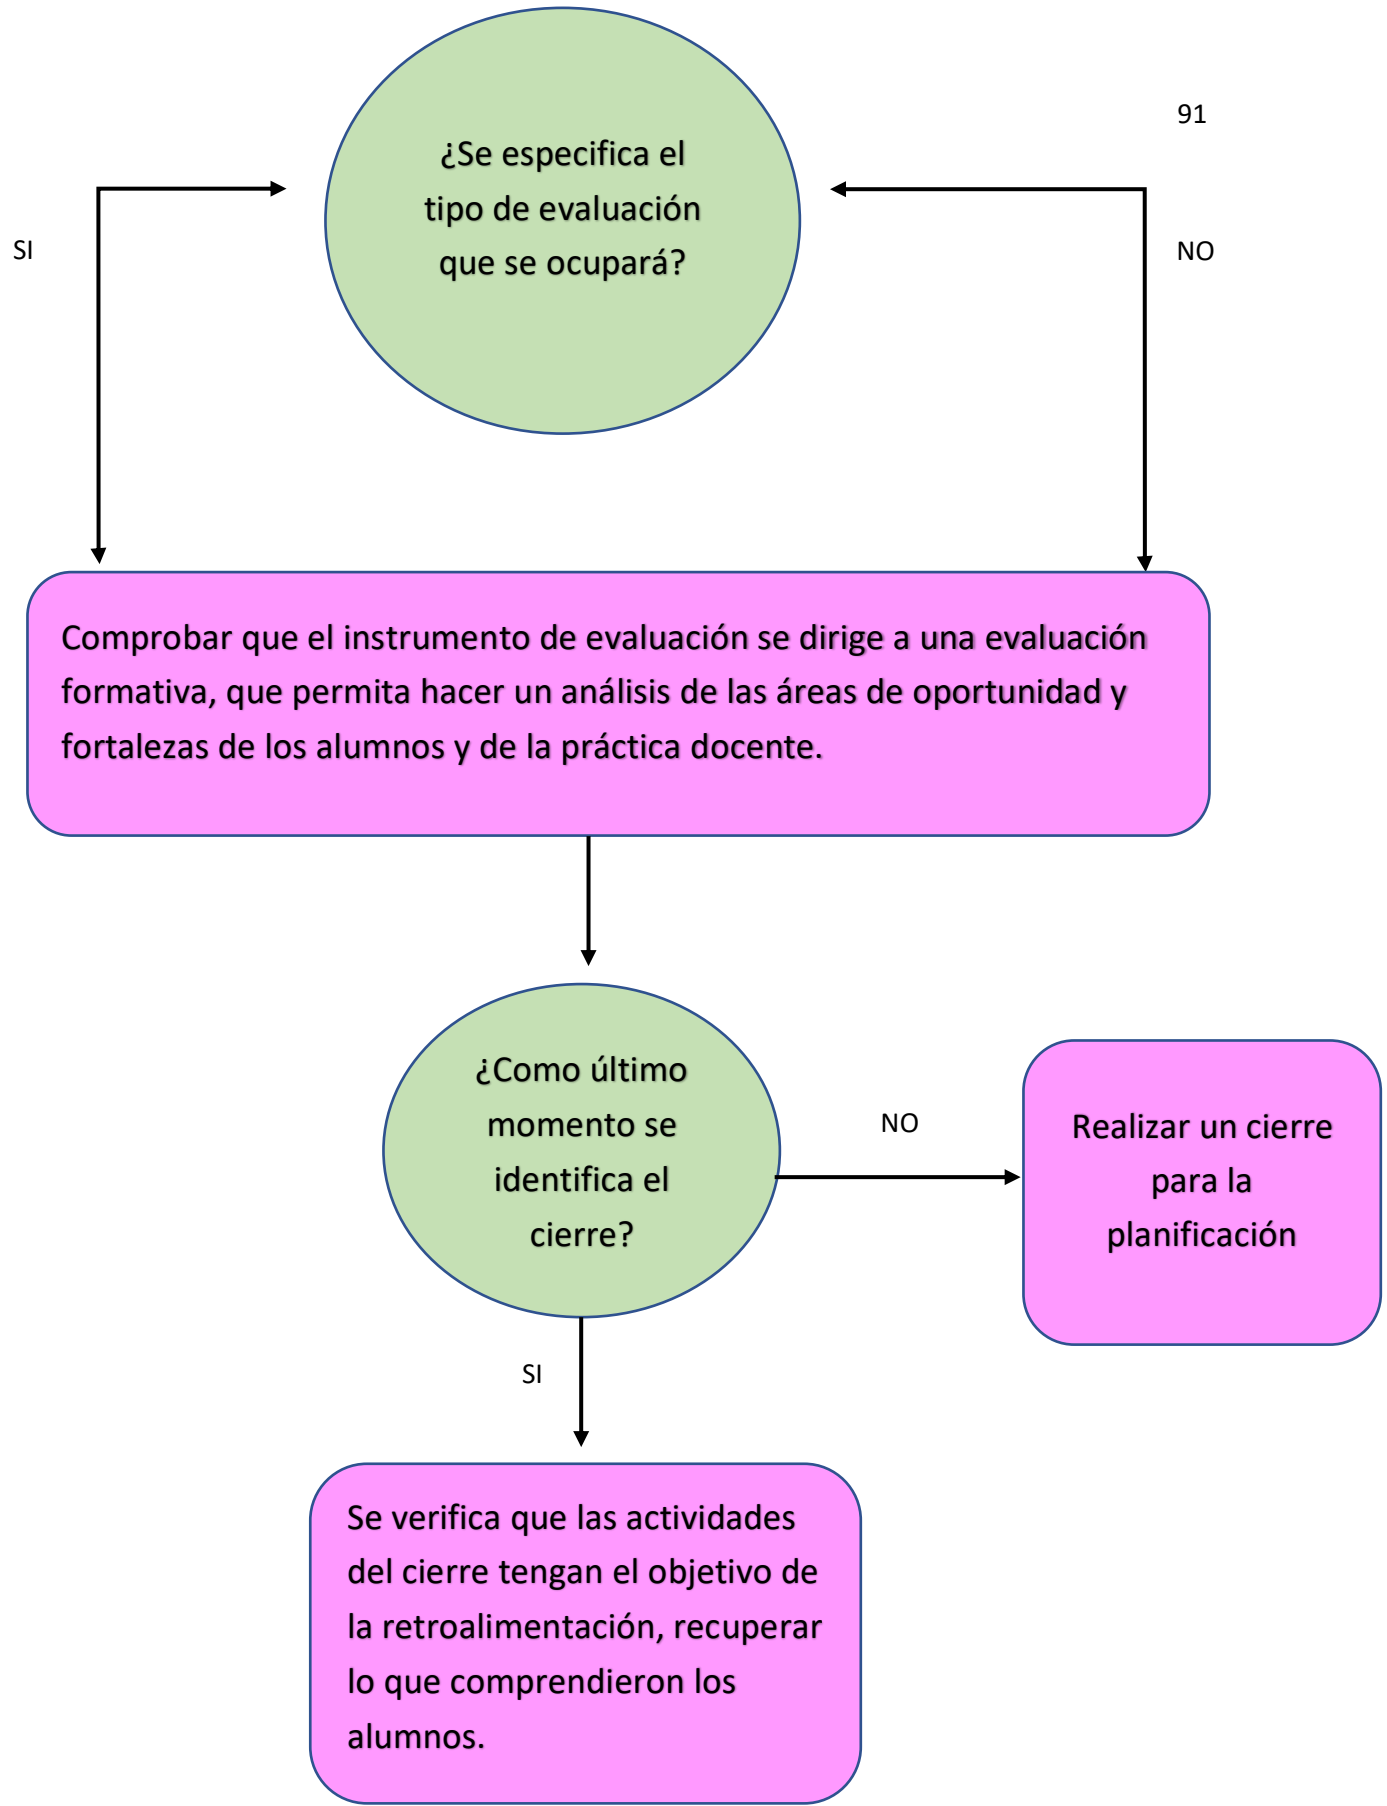 91
¿Se especifica el
tipo de evaluación
que se ocupará?
SI
NO
Comprobar que el instrumento de evaluación se dirige a una evaluación
formativa, que permita hacer un análisis de las áreas de oportunidad y
fortalezas de los alumnos y de la práctica docente.
¿Como último
momento se
identifica el
cierre?
NO
Realizar un cierre
para la
planificación
SI
Se verifica que las actividades
del cierre tengan el objetivo de
la retroalimentación, recuperar
lo que comprendieron los
alumnos.